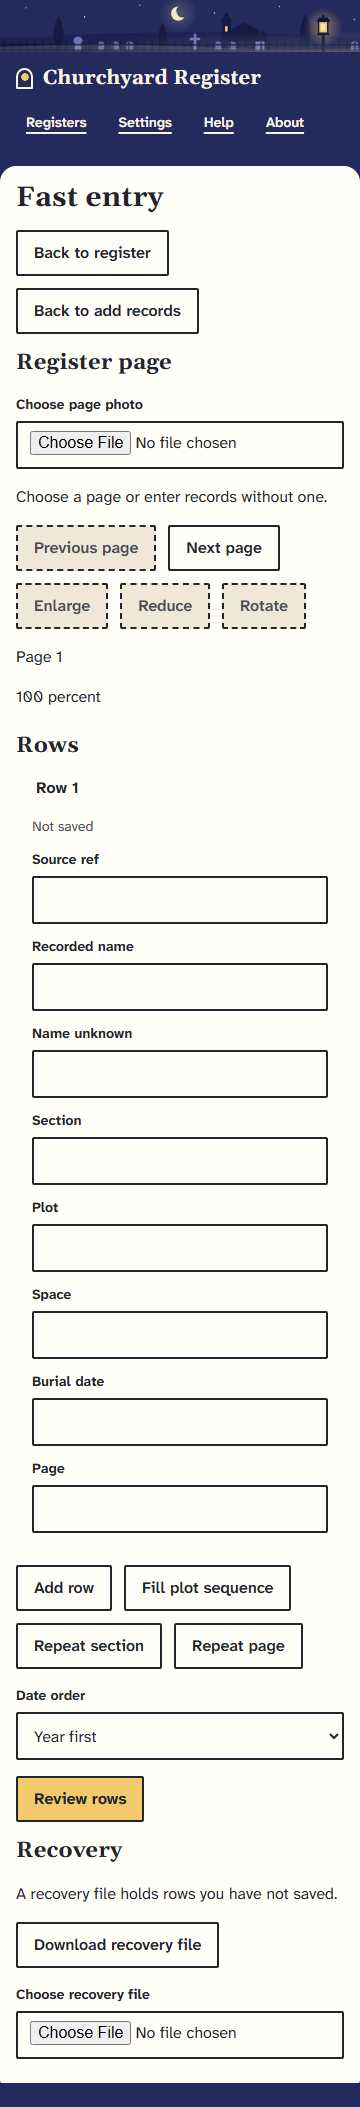 Churchyard Register
Registers Settings Help About
Fast entry
Back to register
Back to add records
Register page
Choose page photo
Choose File No file chosen
Choose a page or enter records without one.
Previous page Next page
Enlarge Reduce Rotate
Page 1
100 percent
Rows
Row 1
Not saved
Source ref
Recorded name
Name unknown
Section
Plot
Space
Burial date
Page
Add row Fill plot sequence
Repeat section Repeat page
Date order
Year first
Review rows
Recovery
A recovery file holds rows you have not saved.
Download recovery file
Choose recovery file
Choose File No file chosen